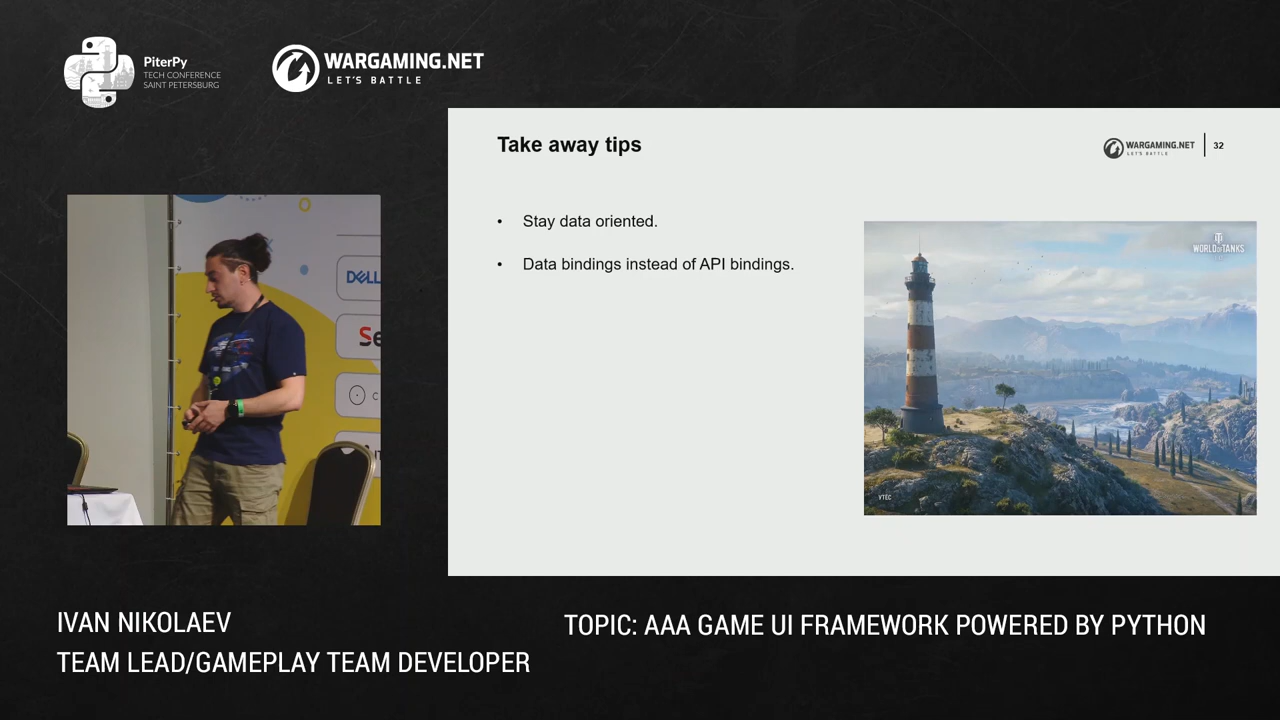 PiterPy
TECH CONFERENCE
SAINT PETERSBURG
WARGAMING.NET
LET'S BATTLE
Take away tips
WARGAMING.NET
LET'S BATTLE
32
• Stay data oriented.
• Data bindings instead of API bindings.
WORLD OF TANKS
DELL
Se
C
IVAN NIKOLAEV
TEAM LEAD/GAMEPLAY TEAM DEVELOPER
TOPIC: AAA GAME UI FRAMEWORK POWERED BY PYTHON